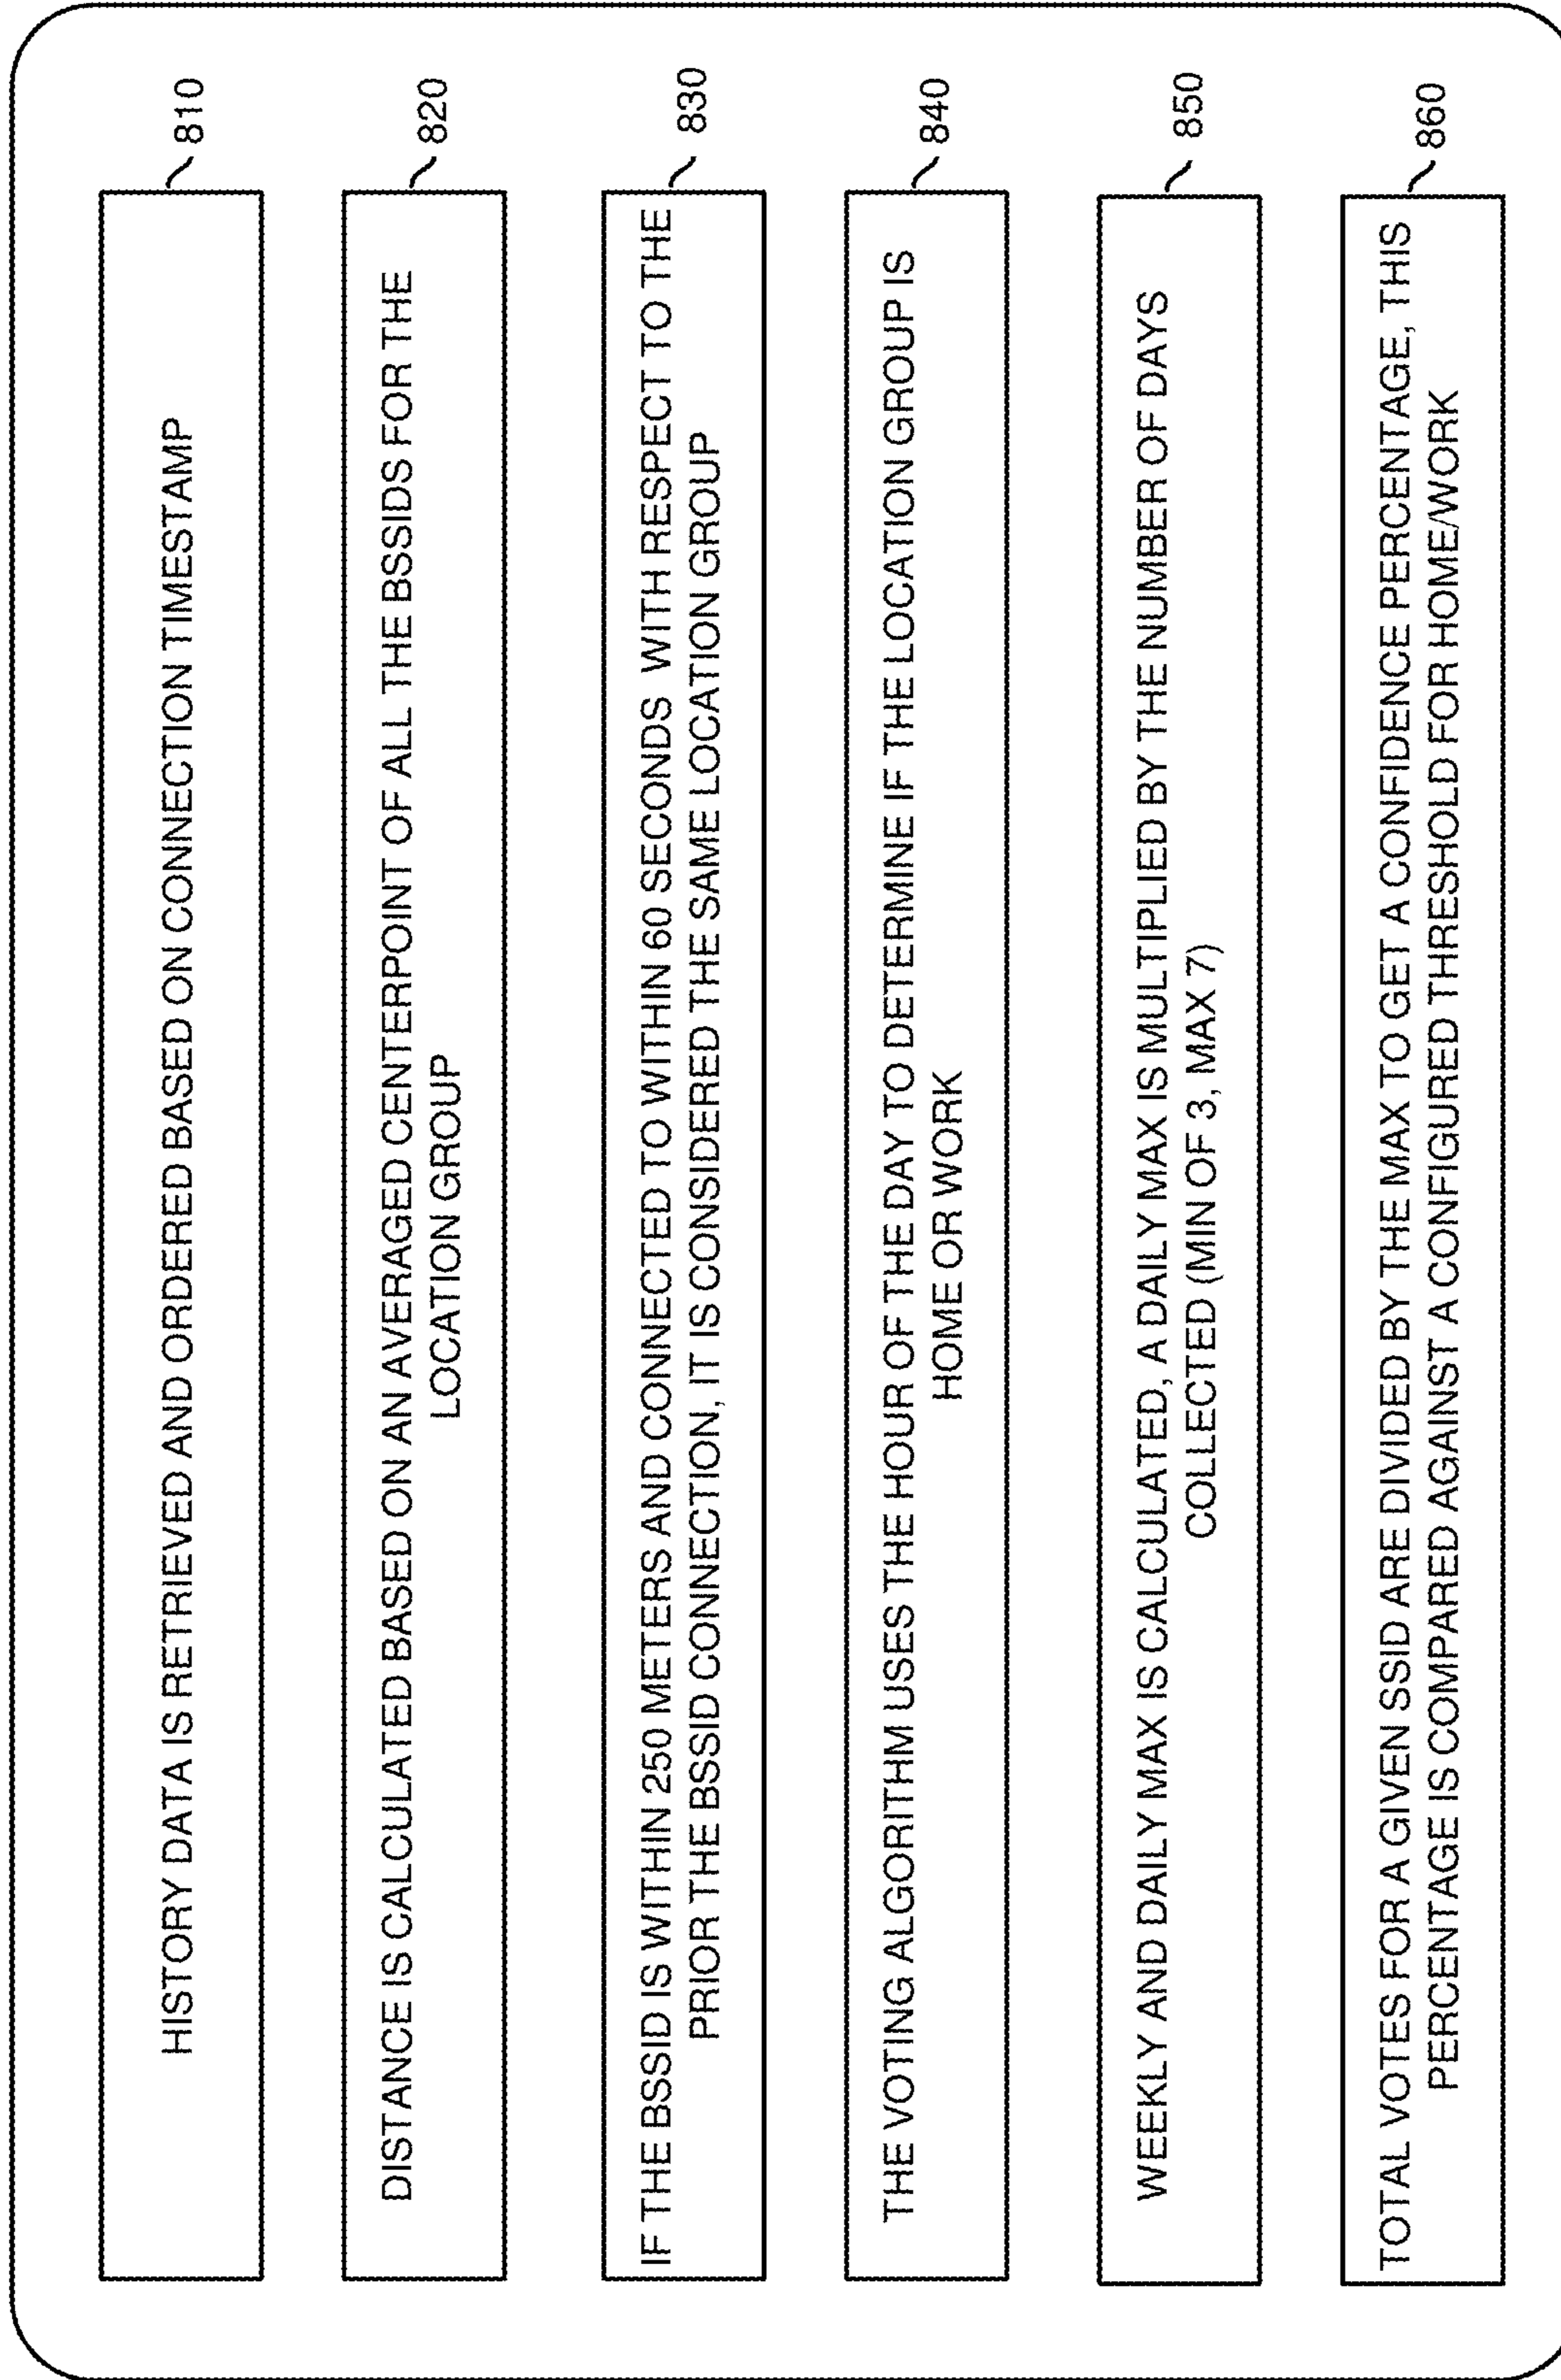 HISTORY DATA IS RETRIEVED AND ORDERED BASED ON CONNECTION TIMESTAMP
810
DISTANCE IS CALCULATED BASED ON AN AVERAGED CENTERPOINT OF ALL THE BSSIDS FOR THE
LOCATION GROUP
820
IF THE BSSID IS WITHIN 250 METERS AND CONNECTED TO WITHIN 60 SECONDS WITH RESPECT TO THE
PRIOR THE BSSID CONNECTION, IT IS CONSIDERED THE SAME LOCATION GROUP
830
THE VOTING ALGORITHM USES THE HOUR OF THE DAY TO DETERMINE IF THE LOCATION GROUP IS
HOME OR WORK
840
WEEKLY AND DAILY MAX IS CALCULATED, A DAILY MAX IS MULTIPLIED BY THE NUMBER OF DAYS
COLLECTED (MIN OF 3, MAX 7)
850
TOTAL VOTES FOR A GIVEN SSID ARE DIVIDED BY THE MAX TO GET A CONFIDENCE PERCENTAGE, THIS
PERCENTAGE IS COMPARED AGAINST A CONFIGURED THRESHOLD FOR HOME/WORK
860